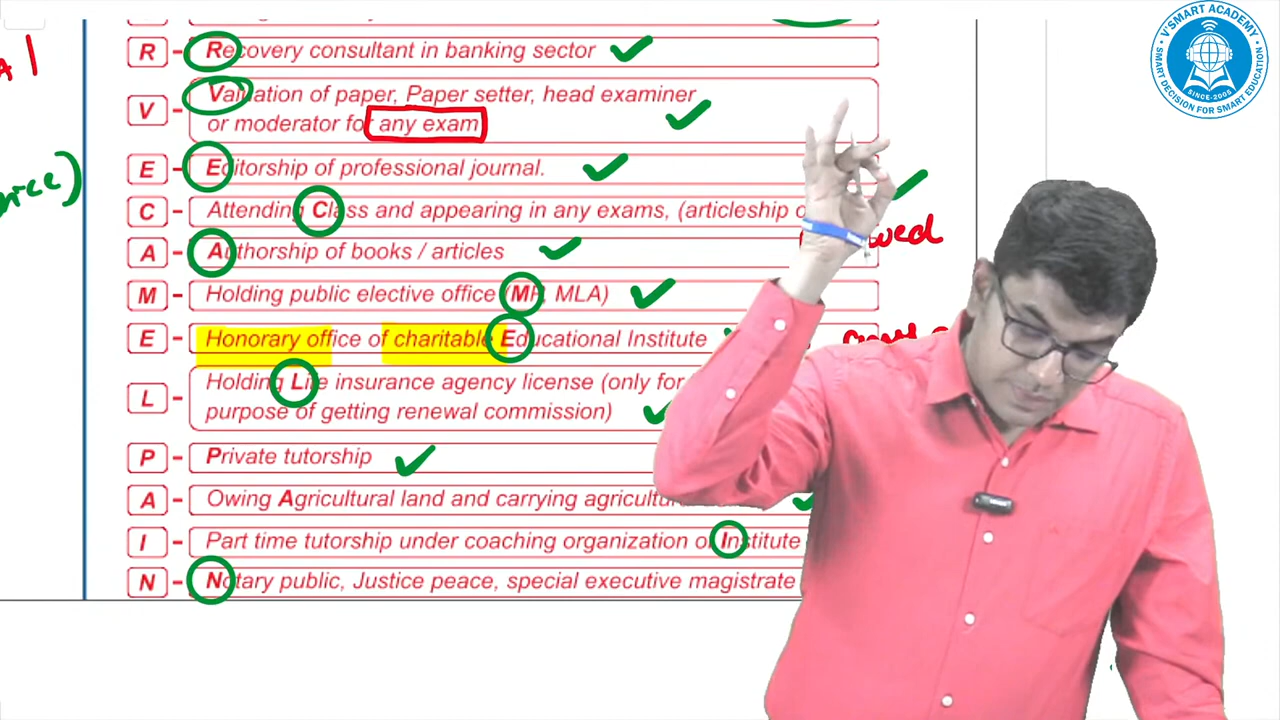 R - Recovery consultant in banking sector
V - Valuation of paper, Paper setter, head examiner
or moderator for any exam
E - Editorship of professional journal.
C - Attending Class and appearing in any exams, (articleship
A - Authorship of books / articles
M - Holding public elective office (MP, MLA)
E - Honorary office of charitable Educational Institute
L - Holding Life insurance agency license (only for
purpose of getting renewal commission)
P - Private tutorship
A - Owing Agricultural land and carrying
I - Part time tutorship under coaching organization of Institute
N - Notary public, Justice peace, special executive magistrate
V'SMART ACADEMY
SINCE-2005
SMART DECISION FOR SMART EDUCATION